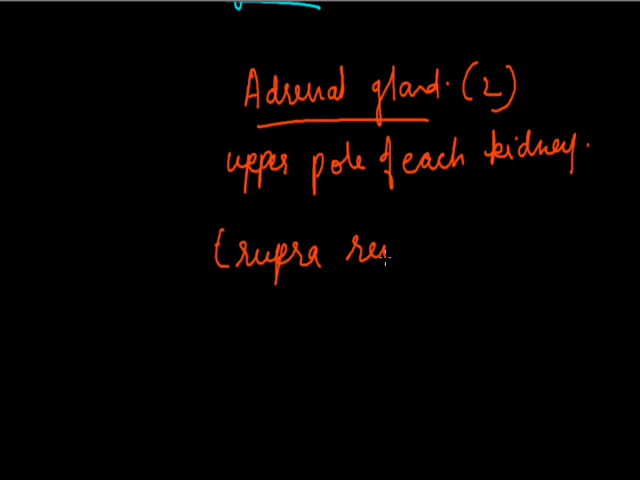 Adrenal gland. (2)
upper pole of each kidney.
(supra re